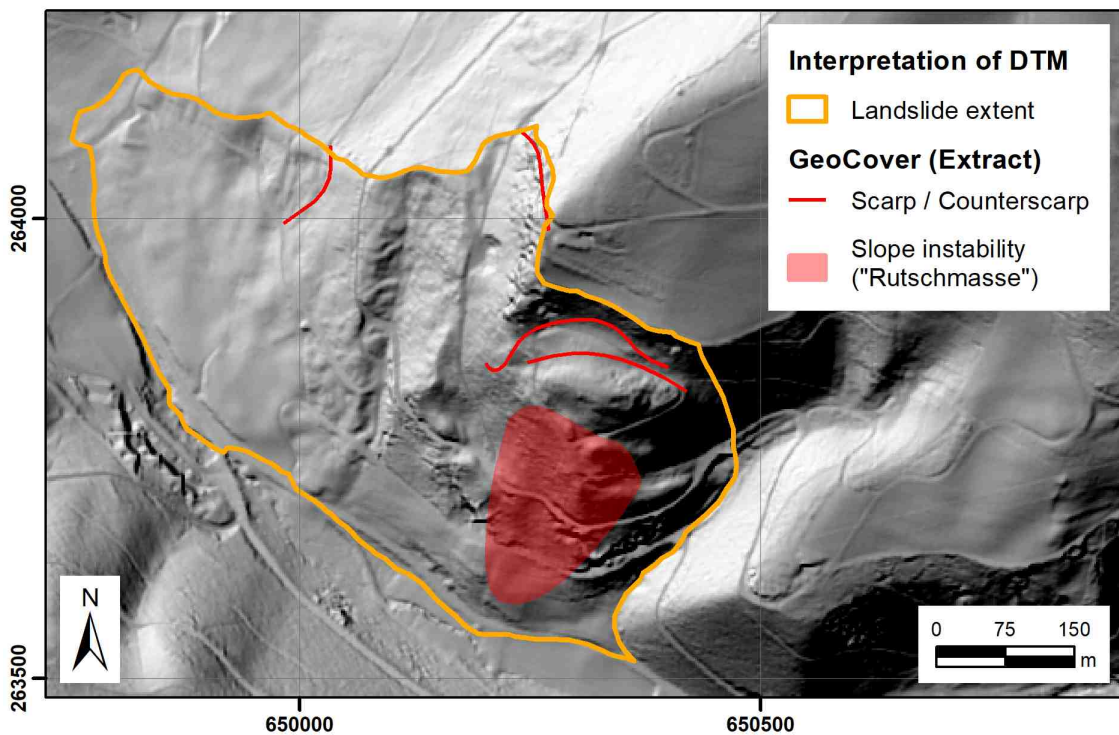 Interpretation of DTM
Landslide extent
GeoCover (Extract)
Scarp / Counterscarp
Slope instability
("Rutschmasse")
264000
263500
N
0 75 150
m
650000 650500